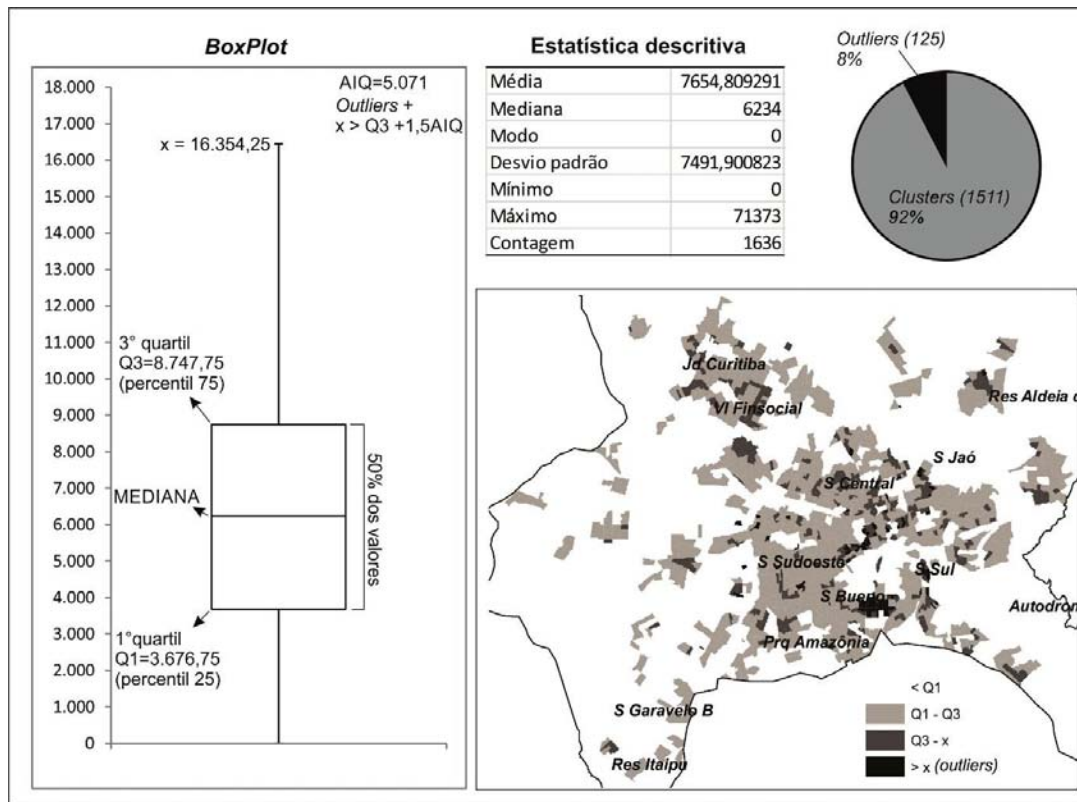 BoxPlot
AIQ=5.071
Outliers +
x > Q3 +1,5AIQ
18.000
17.000
x = 16.354,25
16.000
15.000
14.000
13.000
12.000
11.000
10.000
9.000
8.000
7.000
6.000
5.000
4.000
3.000
2.000
1.000
0
3° quartil
Q3=8.747,75
(percentil 75)
MEDIANA
50% dos valores
1°quartil
Q1=3.676,75
(percentil 25)
Estatística descritiva
Média 7654,809291
Mediana 6234
Modo 0
Desvio padrão 7491,900823
Mínimo 0
Máximo 71373
Contagem 1636
Outliers (125)
8%
Clusters (1511)
92%
Jd Curitiba
Vl Finsocial
Res Aldeia d
S Jaó
S Central
S Sudoeste
S Sul
S Bueno
Autodrom
Prq Amazônia
S Garavelo B
Res Itaipu
< Q1
Q1 - Q3
Q3 - x
> x (outliers)